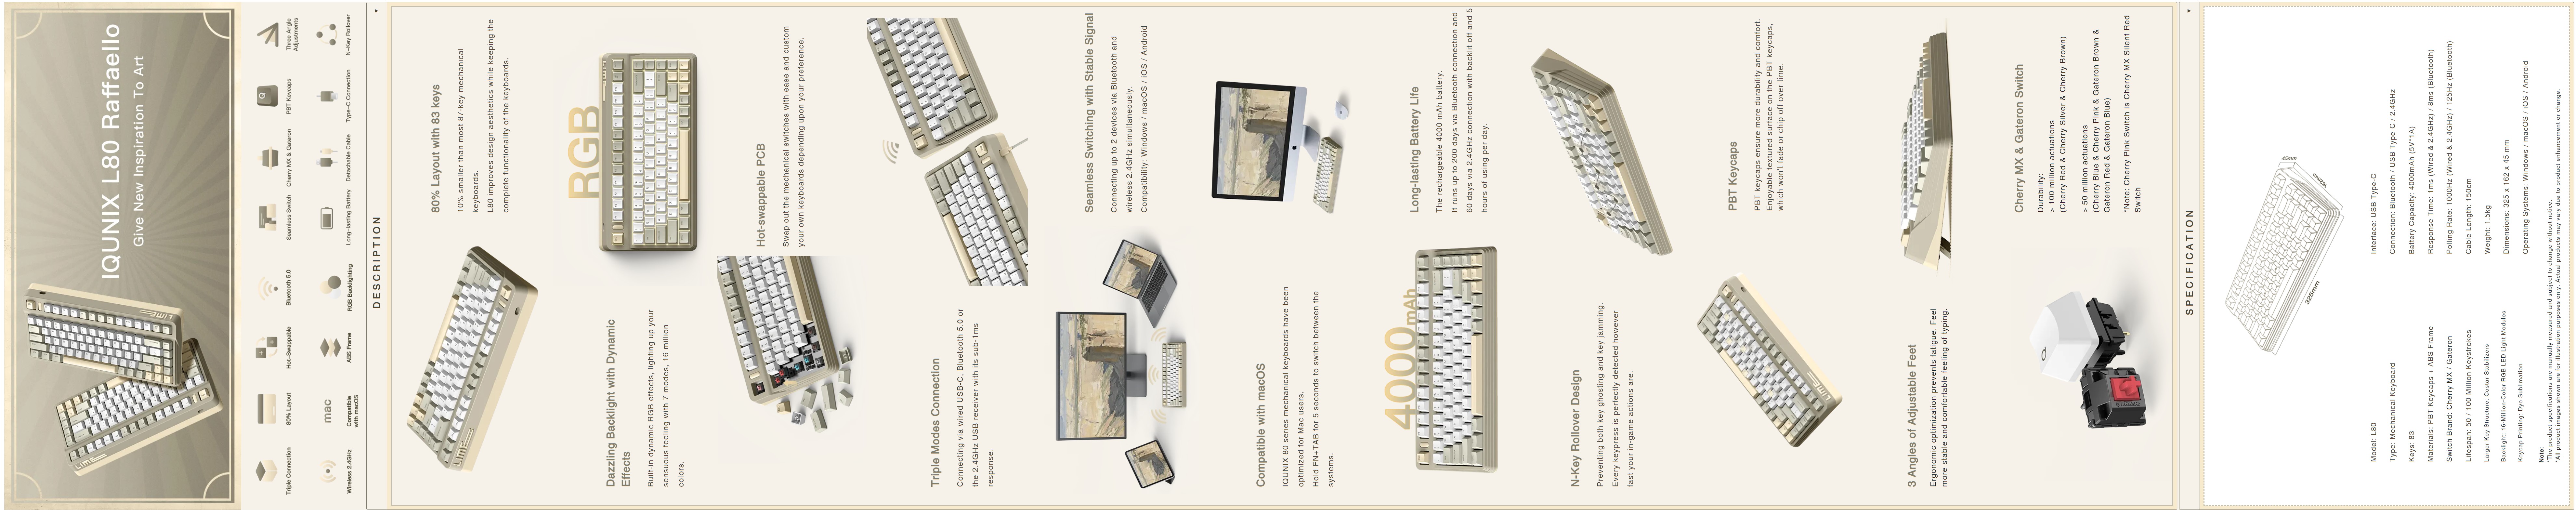 IQUNIX L80 Raffaello
Give New Inspiration To Art
Triple Connection
80% Layout
Hot-Swappable
Bluetooth 5.0
Seamless Switch
Cherry MX & Gateron
PBT Keycaps
Three Angle
Adjustments
Wireless 2.4GHz
mac
Compatible
with macOS
ABS Frame
RGB Backlighting
Long-lasting Battery
Detachable Cable
Type-C Connection
N-Key Rollover
DESCRIPTION
80% Layout with 83 keys
10% smaller than most 87-key mechanical
keyboards.
L80 improves design aesthetics while keeping the
complete functionality of the keyboards.
RGB
Dazzling Backlight with Dynamic
Effects
Built-in dynamic RGB effects, lighting up your
sensuous feeling with 7 modes, 16 million
colors.
Hot-swappable PCB
Swap out the mechanical switches with ease and custom
your own keyboards depending upon your preference.
Triple Modes Connection
Connecting via wired USB-C, Bluetooth 5.0 or
the 2.4GHz USB receiver with its sub-1ms
response.
Seamless Switching with Stable Signal
Connecting up to 2 devices via Bluetooth and
wireless 2.4GHz simultaneously.
Compatibility: Windows / macOS / iOS / Android
Compatible with macOS
IQUNIX 80 series mechanical keyboards have been
optimized for Mac users.
Hold FN+TAB for 5 seconds to switch between the
systems.
4000mAh
Long-lasting Battery Life
The rechargeable 4000 mAh battery.
It runs up to 200 days via Bluetooth connection and
60 days via 2.4GHz connection with backlit off and 5
hours of using per day.
N-Key Rollover Design
Preventing both key ghosting and key jamming.
Every keypress is perfectly detected however
fast your in-game actions are.
PBT Keycaps
PBT keycaps ensure more durability and comfort.
Enjoyable textured surface on the PBT keycaps,
which won't fade or chip off over time.
3 Angles of Adjustable Feet
Ergonomic optimization prevents fatigue. Feel
more stable and comfortable feeling of typing.
Cherry MX & Gateron Switch
Durability:
> 100 million actuations
(Cherry Red & Cherry Silver & Cherry Brown)
> 50 million actuations
(Cherry Blue & Cherry Pink & Gateron Brown &
Gateron Red & Gateron Blue)
*Note: Cherry Pink Switch is Cherry MX Silent Red
Switch
SPECIFICATION
325mm
162mm
45mm
Model: L80
Type: Mechanical Keyboard
Keys: 83
Materials: PBT Keycaps + ABS Frame
Switch Brand: Cherry MX / Gateron
Lifespan: 50 / 100 Million Keystrokes
Larger Key Structure: Costar Stabilizers
Backlight: 16-Million-Color RGB LED Light Modules
Keycap Printing: Dye Sublimation
Interface: USB Type-C
Connection: Bluetooth / USB Type-C / 2.4GHz
Battery Capacity: 4000mAh (5V*1A)
Response Time: 1ms (Wired & 2.4GHz) / 8ms (Bluetooth)
Polling Rate: 1000Hz (Wired & 2.4GHz) / 125Hz (Bluetooth)
Cable Length: 150cm
Weight: 1.5kg
Dimensions: 325 x 162 x 45 mm
Operating Systems: Windows / macOS / iOS / Android
Note:
*The product specifications are manually measured and subject to change without notice.
*All product images shown are for illustration purposes only. Actual products may vary due to product enhancement or change.